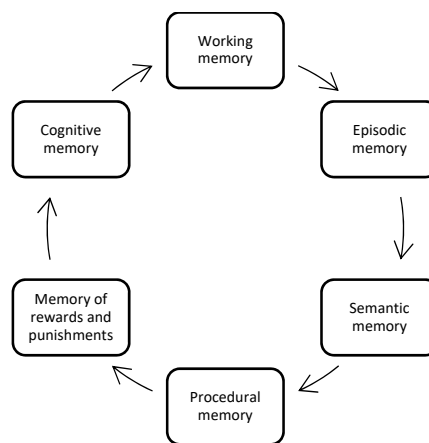 Working
memory
Episodic
memory
Semantic
memory
Procedural
memory
Memory of
rewards and
punishments
Cognitive
memory